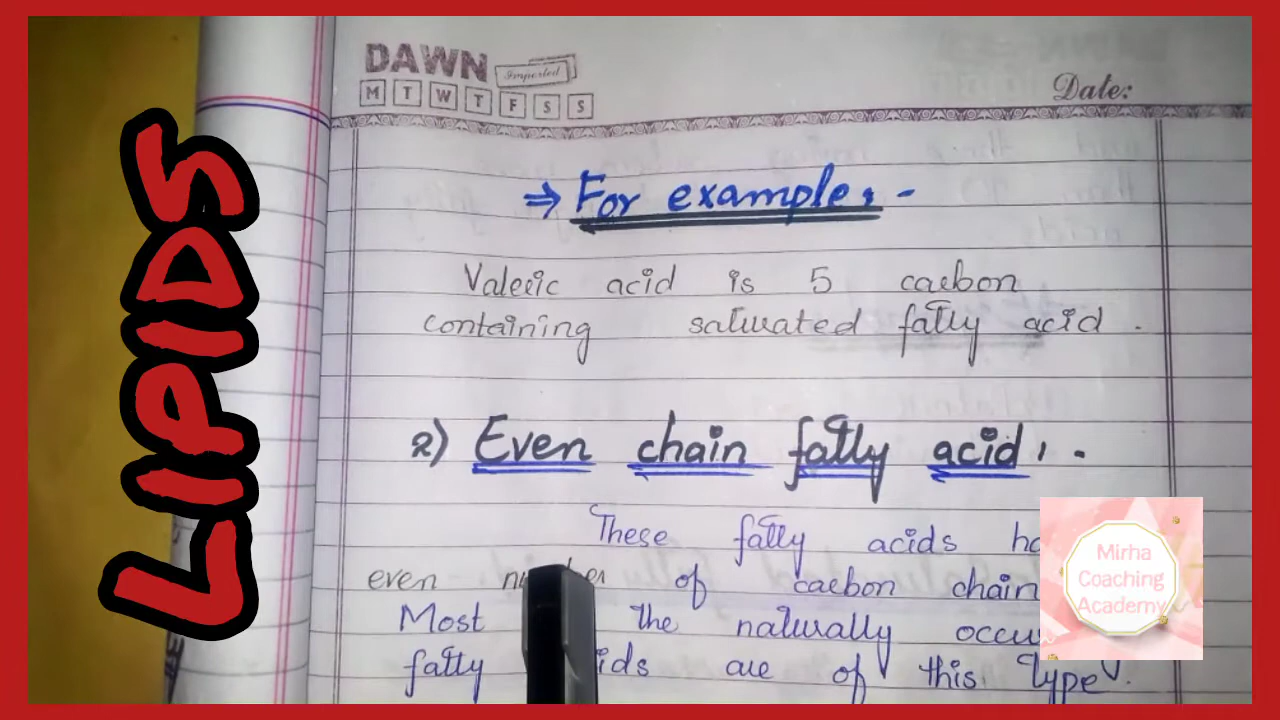 LIPIDS
DAWN
Imported
M T W T F S S
Date:
⇒ For example:-
Valeric acid is 5 carbon
containing saturated fatty acid.
2) Even chain fatty acid:-
These fatty acids
even of carbon chain
Most the naturally
fatty are of this type.
Mirha
Coaching
Academy